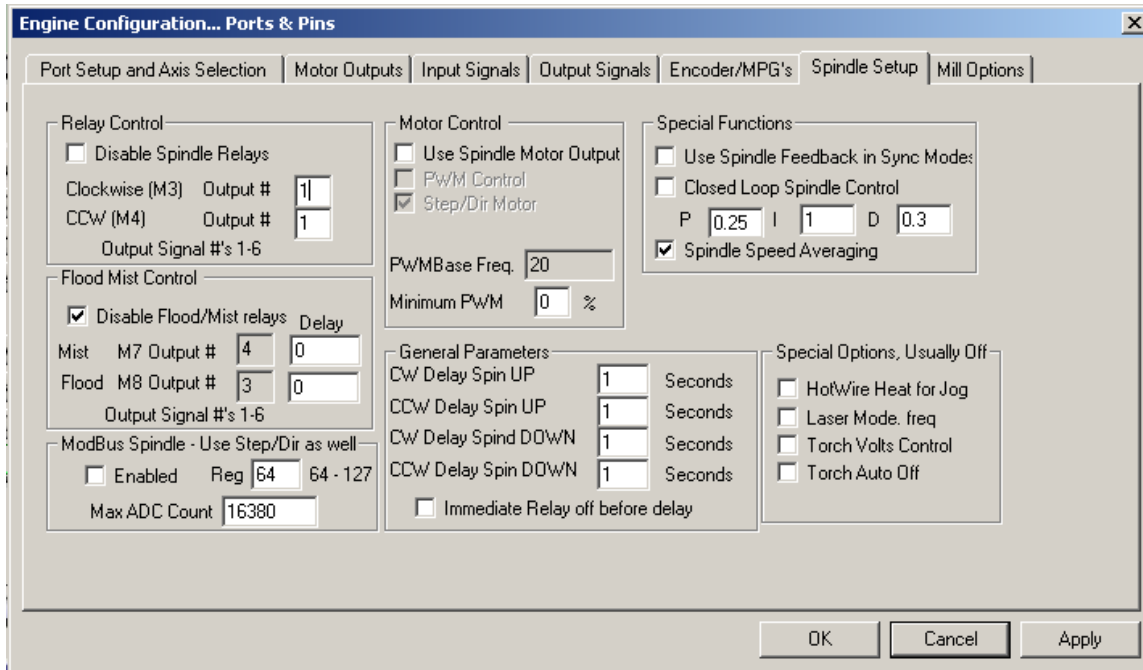 Engine Configuration... Ports & Pins
Port Setup and Axis Selection
Motor Outputs
Input Signals
Output Signals
Encoder/MPG's
Spindle Setup
Mill Options
Relay Control
Disable Spindle Relays
Clockwise (M3) Output # 1
CCW (M4) Output # 1
Output Signal #'s 1-6
Flood Mist Control
Disable Flood/Mist relays Delay
Mist M7 Output # 4 0
Flood M8 Output # 3 0
Output Signal #'s 1-6
ModBus Spindle - Use Step/Dir as well
Enabled Reg 64 64 - 127
Max ADC Count 16380
Motor Control
Use Spindle Motor Output
PWM Control
Step/Dir Motor
PWMBase Freq. 20
Minimum PWM 0 %
General Parameters
CW Delay Spin UP 1 Seconds
CCW Delay Spin UP 1 Seconds
CW Delay Spind DOWN 1 Seconds
CCW Delay Spin DOWN 1 Seconds
Immediate Relay off before delay
Special Functions
Use Spindle Feedback in Sync Modes
Closed Loop Spindle Control
P 0.25 I 1 D 0.3
Spindle Speed Averaging
Special Options, Usually Off
HotWire Heat for Jog
Laser Mode. freq
Torch Volts Control
Torch Auto Off
OK
Cancel
Apply